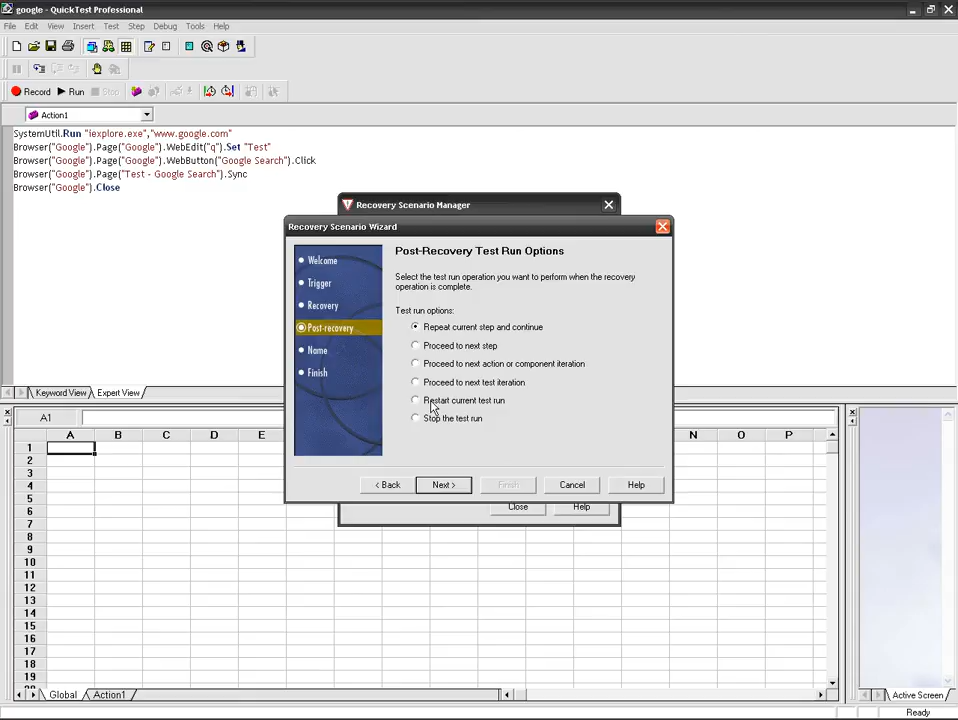 google - QuickTest Professional
File Edit View Insert Test Step Debug Tools Help
Record Run Stop
Action1
SystemUtil.Run "iexplore.exe","www.google.com"
Browser("Google").Page("Google").WebEdit("q").Set "Test"
Browser("Google").Page("Google").WebButton("Google Search").Click
Browser("Google").Page("Test - Google Search").Sync
Browser("Google").Close
Recovery Scenario Manager
Recovery Scenario Wizard
Welcome
Trigger
Recovery
Post-recovery
Name
Finish
Post-Recovery Test Run Options
Select the test run operation you want to perform when the recovery
operation is complete.
Test run options:
Repeat current step and continue
Proceed to next step
Proceed to next action or component iteration
Proceed to next test iteration
Restart current test run
Stop the test run
< Back Next > Finish Cancel Help
Close Help
Keyword View Expert View
A1
A B C D E N O P
1
2
3
4
5
6
7
8
9
10
11
12
13
14
15
16
17
18
19
Global Action1
Active Screen
Ready